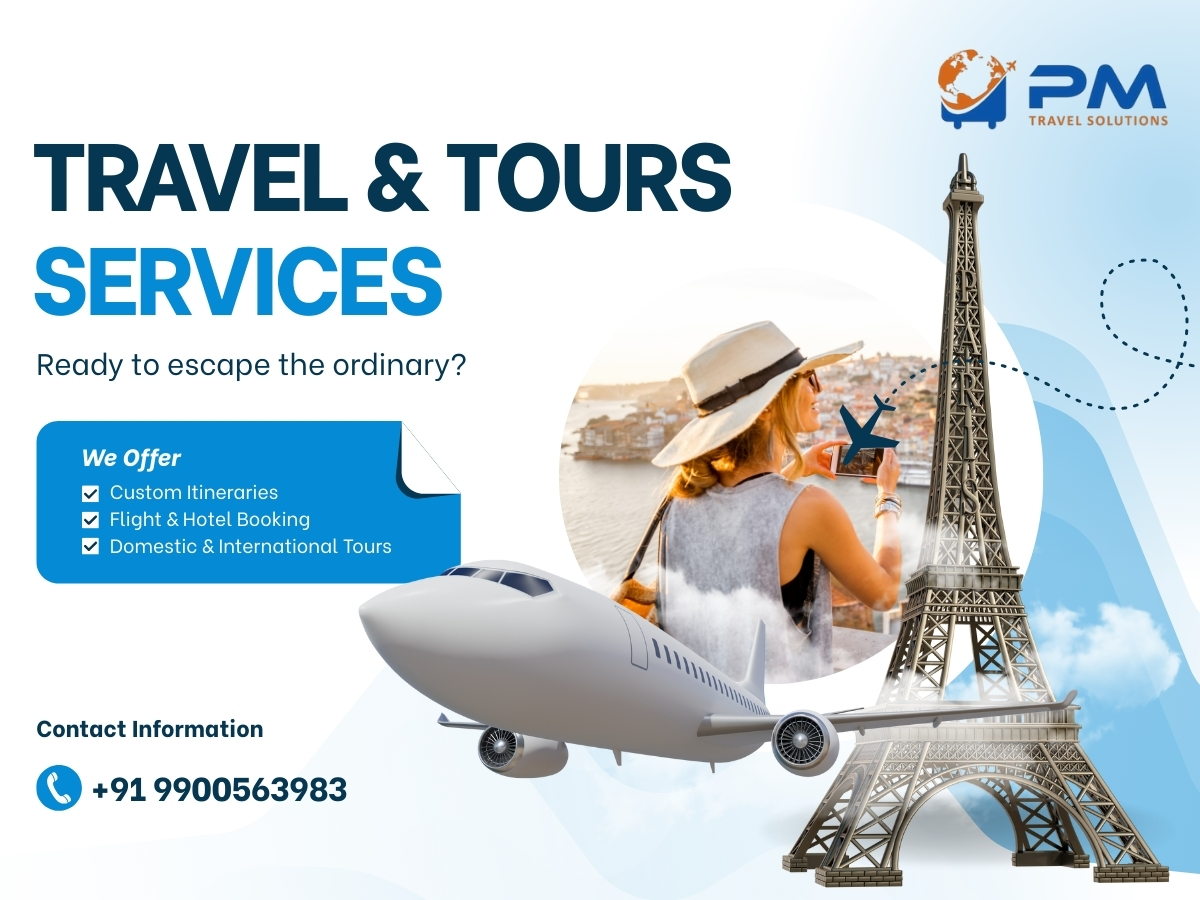 PM
TRAVEL SOLUTIONS
TRAVEL & TOURS
SERVICES
Ready to escape the ordinary?
We Offer
Custom Itineraries
Flight & Hotel Booking
Domestic & International Tours
PARIS
Contact Information
+91 9900563983